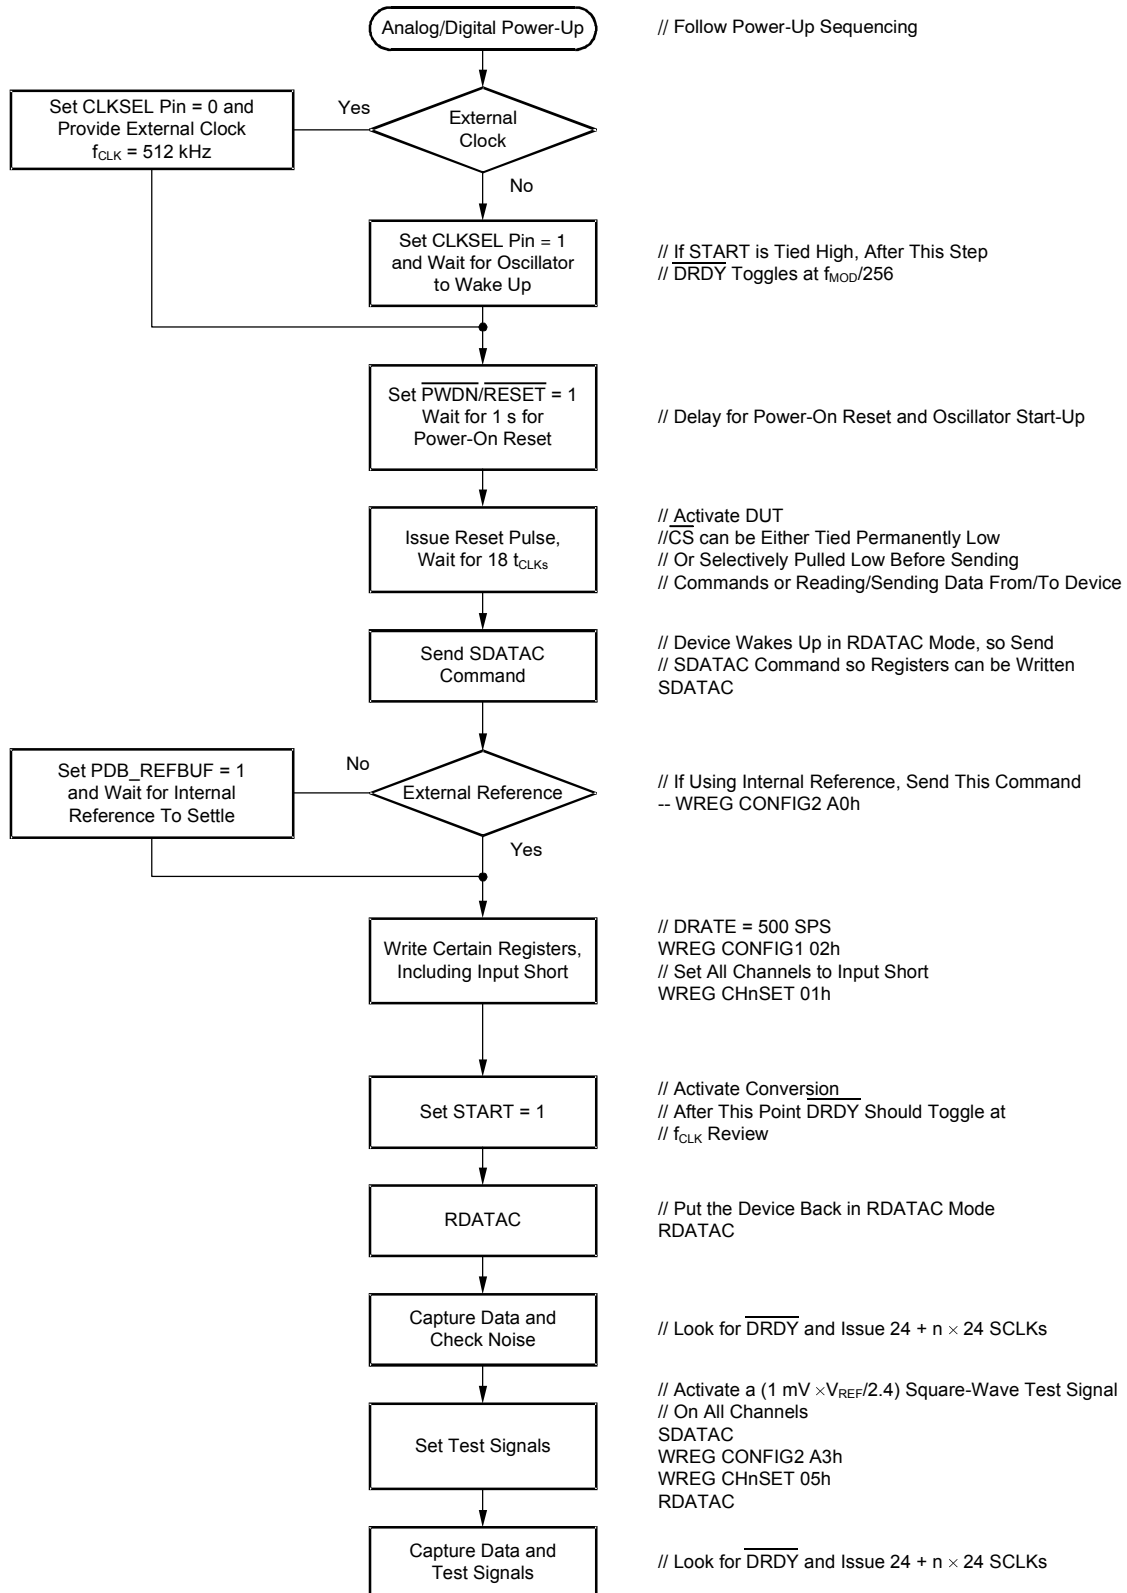 Analog/Digital Power-Up
// Follow Power-Up Sequencing
Set CLKSEL Pin = 0 and
Provide External Clock
fCLK = 512 kHz
Yes
External
Clock
No
Set CLKSEL Pin = 1
and Wait for Oscillator
to Wake Up
// If START is Tied High, After This Step
// DRDY Toggles at fMOD/256
Set PWDN/RESET = 1
Wait for 1 s for
Power-On Reset
// Delay for Power-On Reset and Oscillator Start-Up
Issue Reset Pulse,
Wait for 18 tCLKs
// Activate DUT
//CS can be Either Tied Permanently Low
// Or Selectively Pulled Low Before Sending
// Commands or Reading/Sending Data From/To Device
Send SDATAC
Command
// Device Wakes Up in RDATAC Mode, so Send
// SDATAC Command so Registers can be Written
SDATAC
Set PDB_REFBUF = 1
and Wait for Internal
Reference To Settle
No
External Reference
Yes
// If Using Internal Reference, Send This Command
-- WREG CONFIG2 A0h
Write Certain Registers,
Including Input Short
// DRATE = 500 SPS
WREG CONFIG1 02h
// Set All Channels to Input Short
WREG CHnSET 01h
Set START = 1
// Activate Conversion
// After This Point DRDY Should Toggle at
// fCLK Review
RDATAC
// Put the Device Back in RDATAC Mode
RDATAC
Capture Data and
Check Noise
// Look for DRDY and Issue 24 + n × 24 SCLKs
Set Test Signals
// Activate a (1 mV ×VREF/2.4) Square-Wave Test Signal
// On All Channels
SDATAC
WREG CONFIG2 A3h
WREG CHnSET 05h
RDATAC
Capture Data and
Test Signals
// Look for DRDY and Issue 24 + n × 24 SCLKs